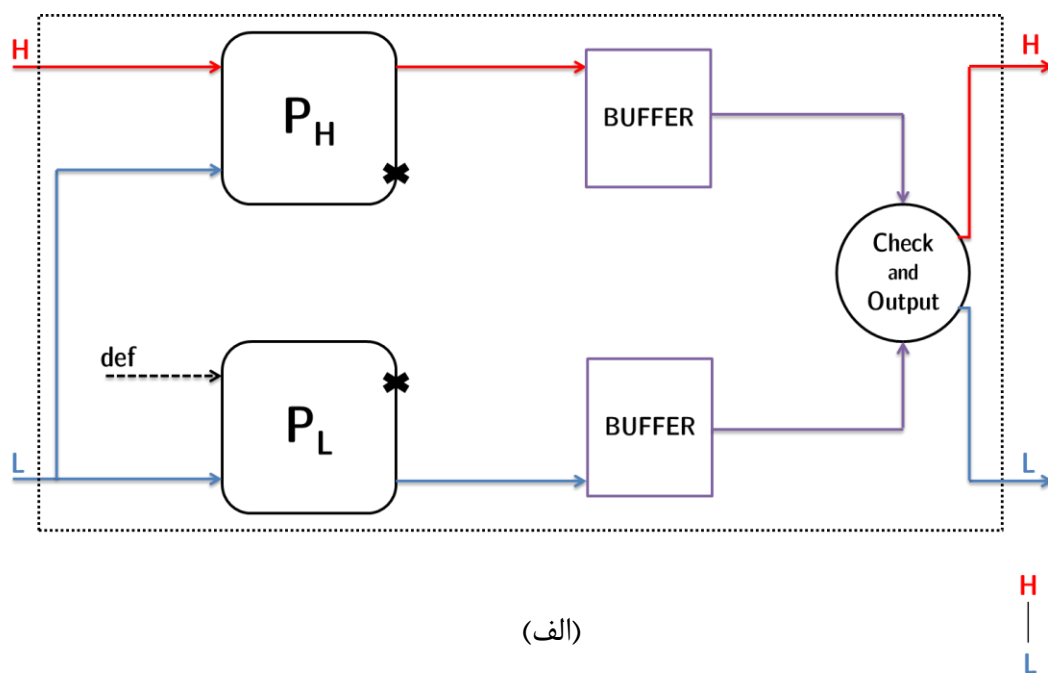 H
H
P_H
BUFFER
Check
and
Output
def
P_L
BUFFER
L
L
H
L
(الف)